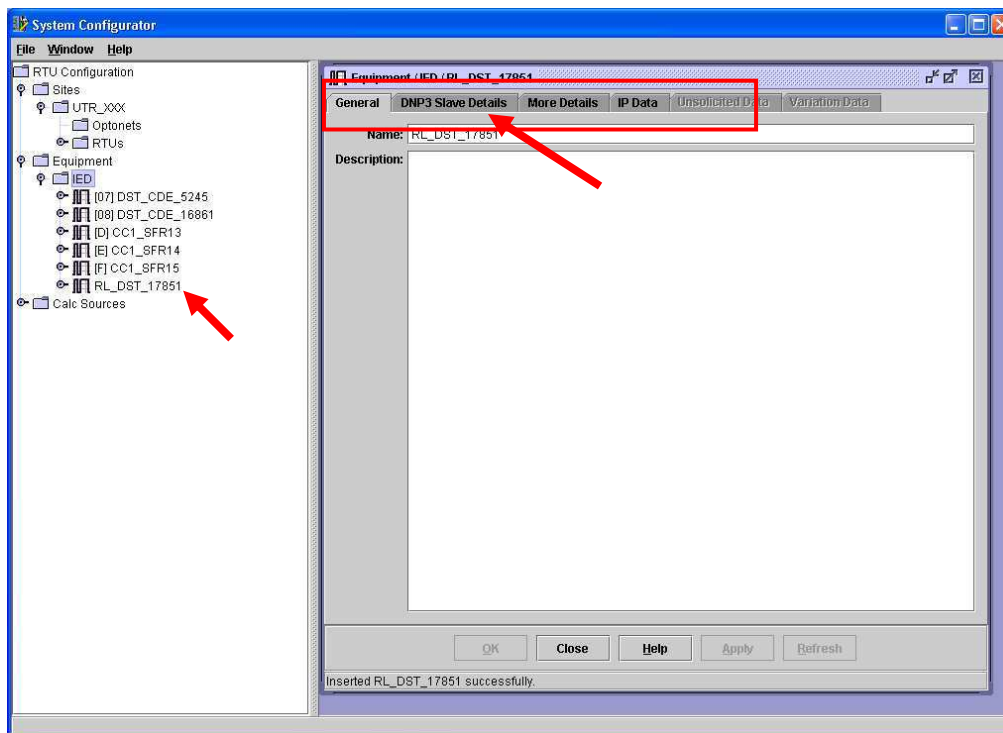 System Configurator
File Window Help
RTU Configuration
Sites
UTR_XXX
Optonets
RTUs
Equipment
IED
[07] DST_CDE_5245
[08] DST_CDE_16861
[D] CC1_SFR13
[E] CC1_SFR14
[F] CC1_SFR15
RL_DST_17851
Calc Sources
Equipment / IED / RL_DST_17851
General DNP3 Slave Details More Details IP Data Unsolicited Data Variation Data
Name: RL_DST_17851
Description:
OK Close Help Apply Refresh
Inserted RL_DST_17851 successfully.